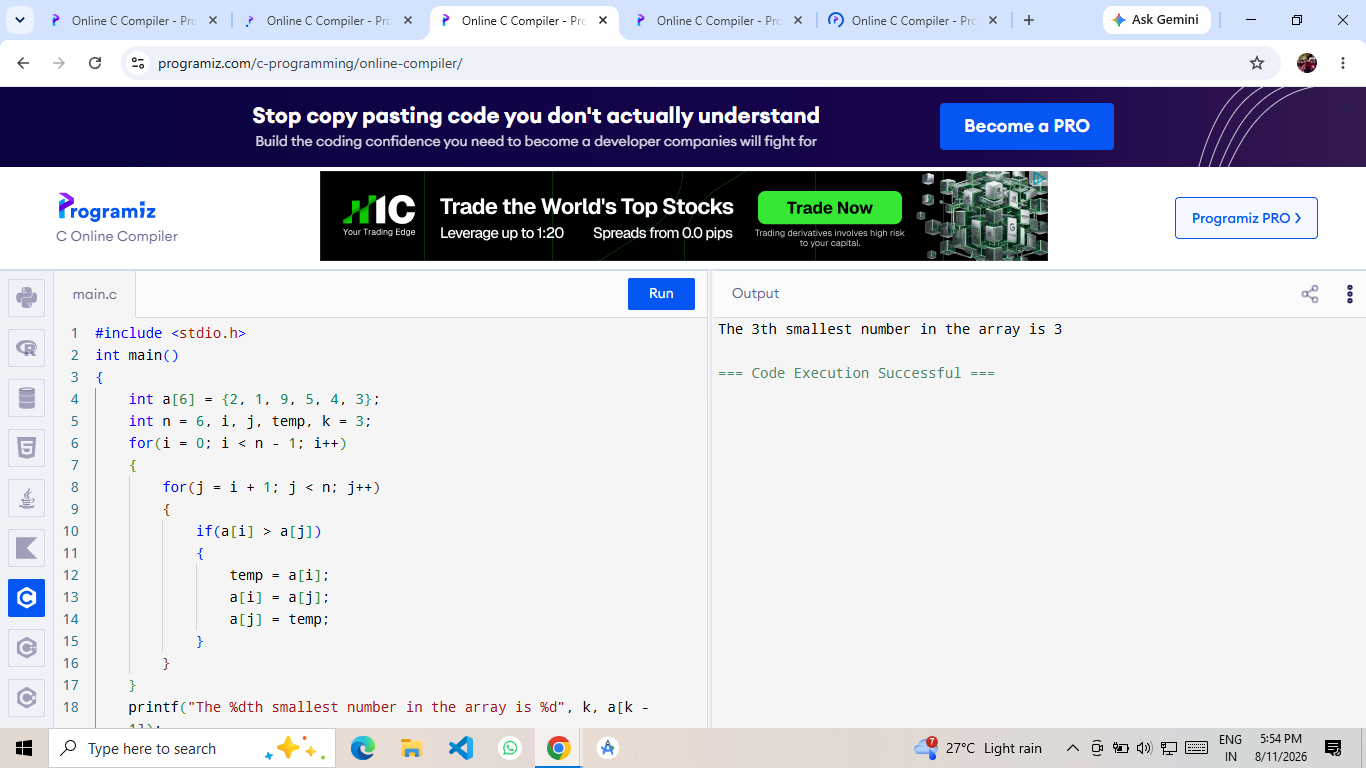 Online C Compiler - Pro
Online C Compiler - Pro
Online C Compiler - Pro
Online C Compiler - Pro
Online C Compiler - Pro
Ask Gemini
programiz.com/c-programming/online-compiler/
Stop copy pasting code you don't actually understand
Build the coding confidence you need to become a developer companies will fight for
Become a PRO
Programiz
C Online Compiler
HIC
Your Trading Edge
Trade the World's Top Stocks
Leverage up to 1:20 Spreads from 0.0 pips
Trade Now
Trading derivatives involves high risk
to your capital.
Programiz PRO >
main.c
Run
Output
1 #include <stdio.h>
2 int main()
3 {
4 int a[6] = {2, 1, 9, 5, 4, 3};
5 int n = 6, i, j, temp, k = 3;
6 for(i = 0; i < n - 1; i++)
7 {
8 for(j = i + 1; j < n; j++)
9 {
10 if(a[i] > a[j])
11 {
12 temp = a[i];
13 a[i] = a[j];
14 a[j] = temp;
15 }
16 }
17 }
18 printf("The %dth smallest number in the array is %d", k, a[k -
1]);
The 3th smallest number in the array is 3
=== Code Execution Successful ===
Type here to search
7
27°C Light rain
ENG
IN
5:54 PM
8/11/2026